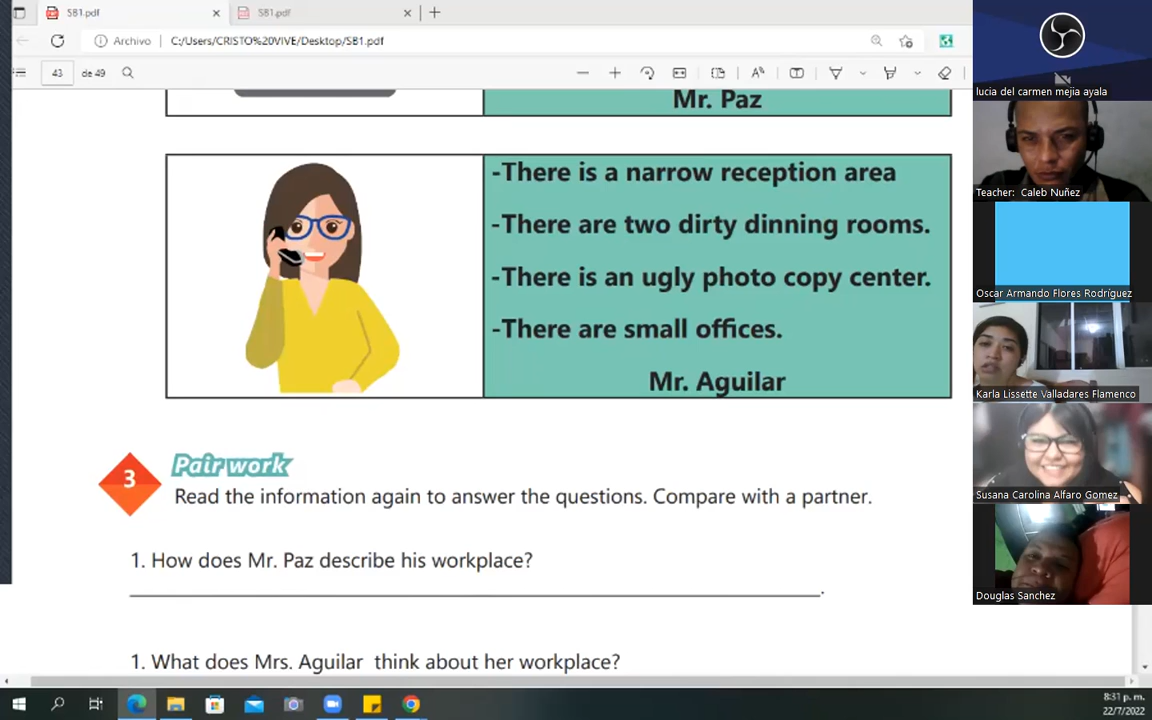 SB1.pdf
SB1.pdf
Archivo
C:/Users/CRISTO%20VIVE/Desktop/SB1.pdf
43
de 49
Mr. Paz
-There is a narrow reception area
-There are two dirty dinning rooms.
-There is an ugly photo copy center.
-There are small offices.
Mr. Aguilar
3
Pair work
Read the information again to answer the questions. Compare with a partner.
1. How does Mr. Paz describe his workplace?
1. What does Mrs. Aguilar think about her workplace?
lucia del carmen mejia ayala
Teacher: Caleb Nuñez
Oscar Armando Flores Rodríguez
Karla Lissette Valladares Flamenco
Susana Carolina Alfaro Gomez
Douglas Sanchez
8:31 p. m.
22/7/2022